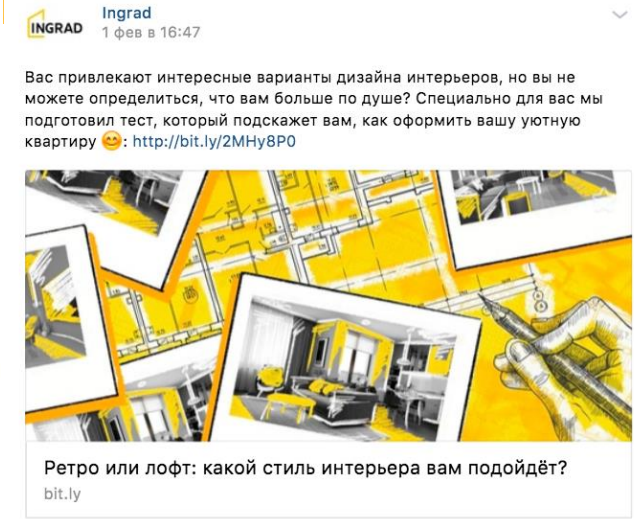 INGRAD
Ingrad
1 фев в 16:47
Вас привлекают интересные варианты дизайна интерьеров, но вы не
можете определиться, что вам больше по душе? Специально для вас мы
подготовил тест, который подскажет вам, как оформить вашу уютную
квартиру 😊: http://bit.ly/2MHy8P0
Ретро или лофт: какой стиль интерьера вам подойдёт?
bit.ly